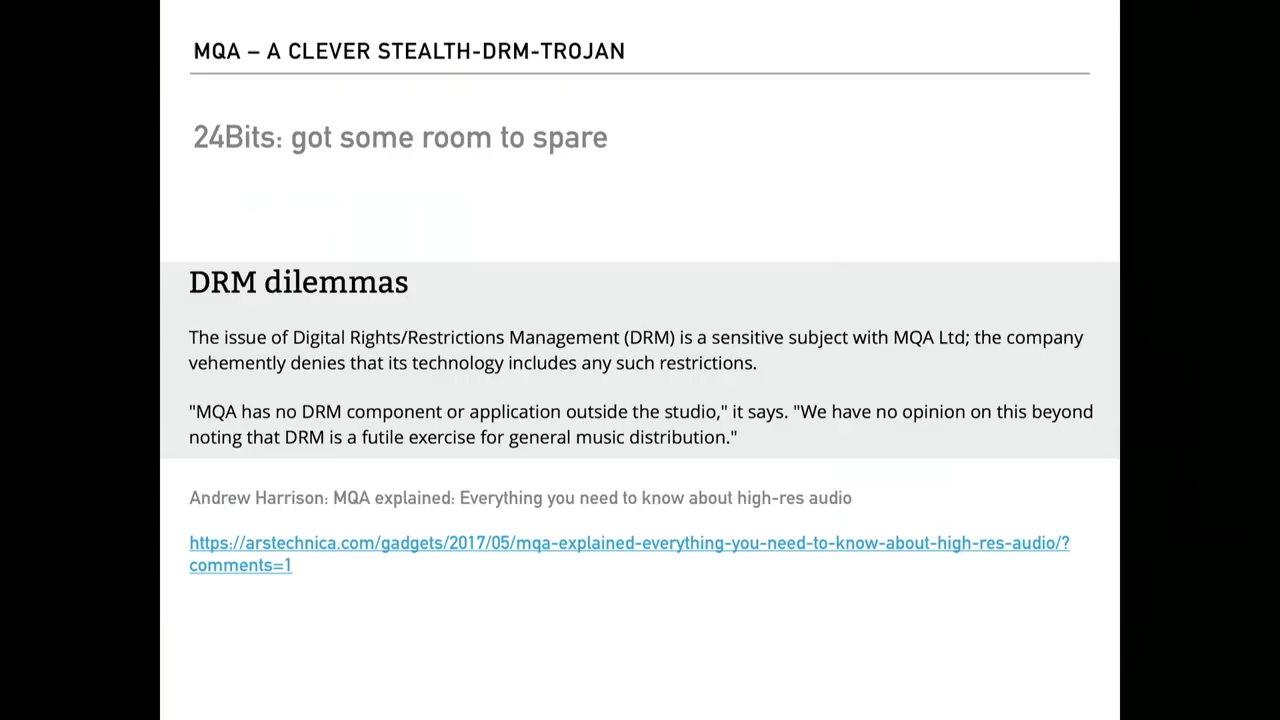 MQA – A CLEVER STEALTH-DRM-TROJAN
24Bits: got some room to spare
DRM dilemmas
The issue of Digital Rights/Restrictions Management (DRM) is a sensitive subject with MQA Ltd; the company
vehemently denies that its technology includes any such restrictions.
"MQA has no DRM component or application outside the studio," it says. "We have no opinion on this beyond
noting that DRM is a futile exercise for general music distribution."
Andrew Harrison: MQA explained: Everything you need to know about high-res audio
https://arstechnica.com/gadgets/2017/05/mqa-explained-everything-you-need-to-know-about-high-res-audio/?
comments=1